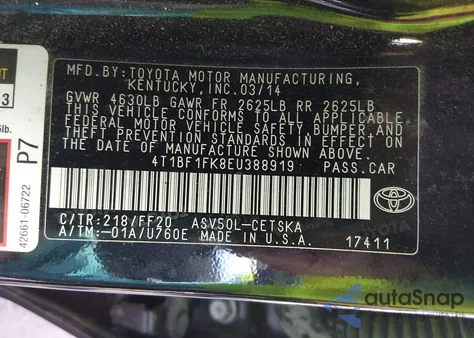 MFD.BY:TOYOTA MOTOR MANUFACTURING,
KENTUCKY, INC.03/14
GVWR 4630LB GAWR FR 2625LB RR 2625LB
THIS VEHICLE CONFORMS TO ALL APPLICABLE
FEDERAL MOTOR VEHICLE SAFETY, BUMPER, AND
THEFT PREVENTION STANDARDS IN EFFECT ON
THE DATE OF MANUFACTURE SHOWN ABOVE.
4T1BF1FK8EU388919 PASS.CAR
C/TR:218/FF20 ASV50L-CETSKA
A/TM:-01A/U760E MADE IN U.S.A. 17411
TOYOTA
3
lb.
P7
42661-06722
autoSnap